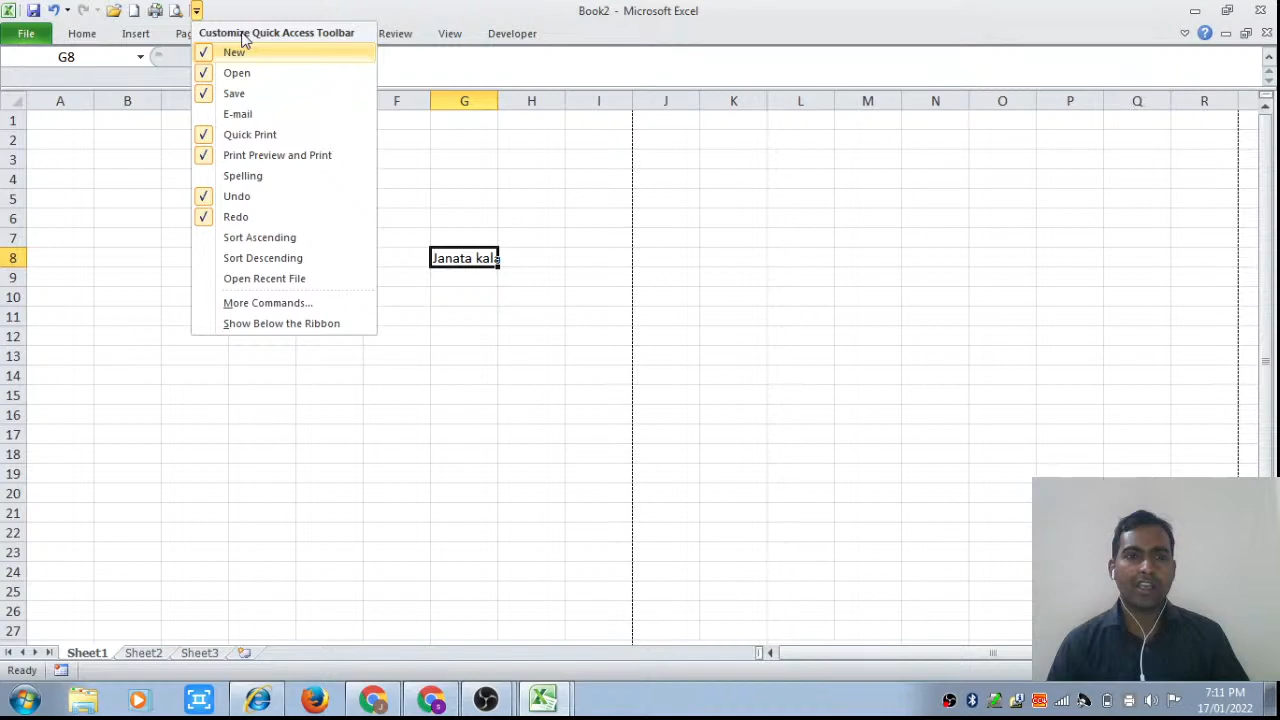 Book2 - Microsoft Excel
File Home Insert Pa Review View Developer
G8
Customize Quick Access Toolbar
New
Open
Save
E-mail
Quick Print
Print Preview and Print
Spelling
Undo
Redo
Sort Ascending
Sort Descending
Open Recent File
More Commands...
Show Below the Ribbon
A B F G H I J K L M N O P Q R
1
2
3
4
5
6
7
8 Janata kala
9
10
11
12
13
14
15
16
17
18
19
20
21
22
23
24
25
26
27
Sheet1 Sheet2 Sheet3
Ready
7:11 PM
17/01/2022